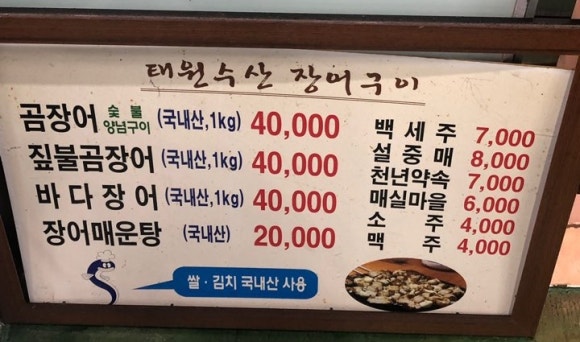 태원수산 장어구이
곰장어 숯불 양념구이 (국내산,1kg) 40,000
짚불곰장어 (국내산,1kg) 40,000
바다장어 (국내산,1kg) 40,000
장어매운탕 (국내산) 20,000
백세주 7,000
설중매 8,000
천년약속 7,000
매실마을 6,000
소주 4,000
맥주 4,000
쌀·김치 국내산 사용